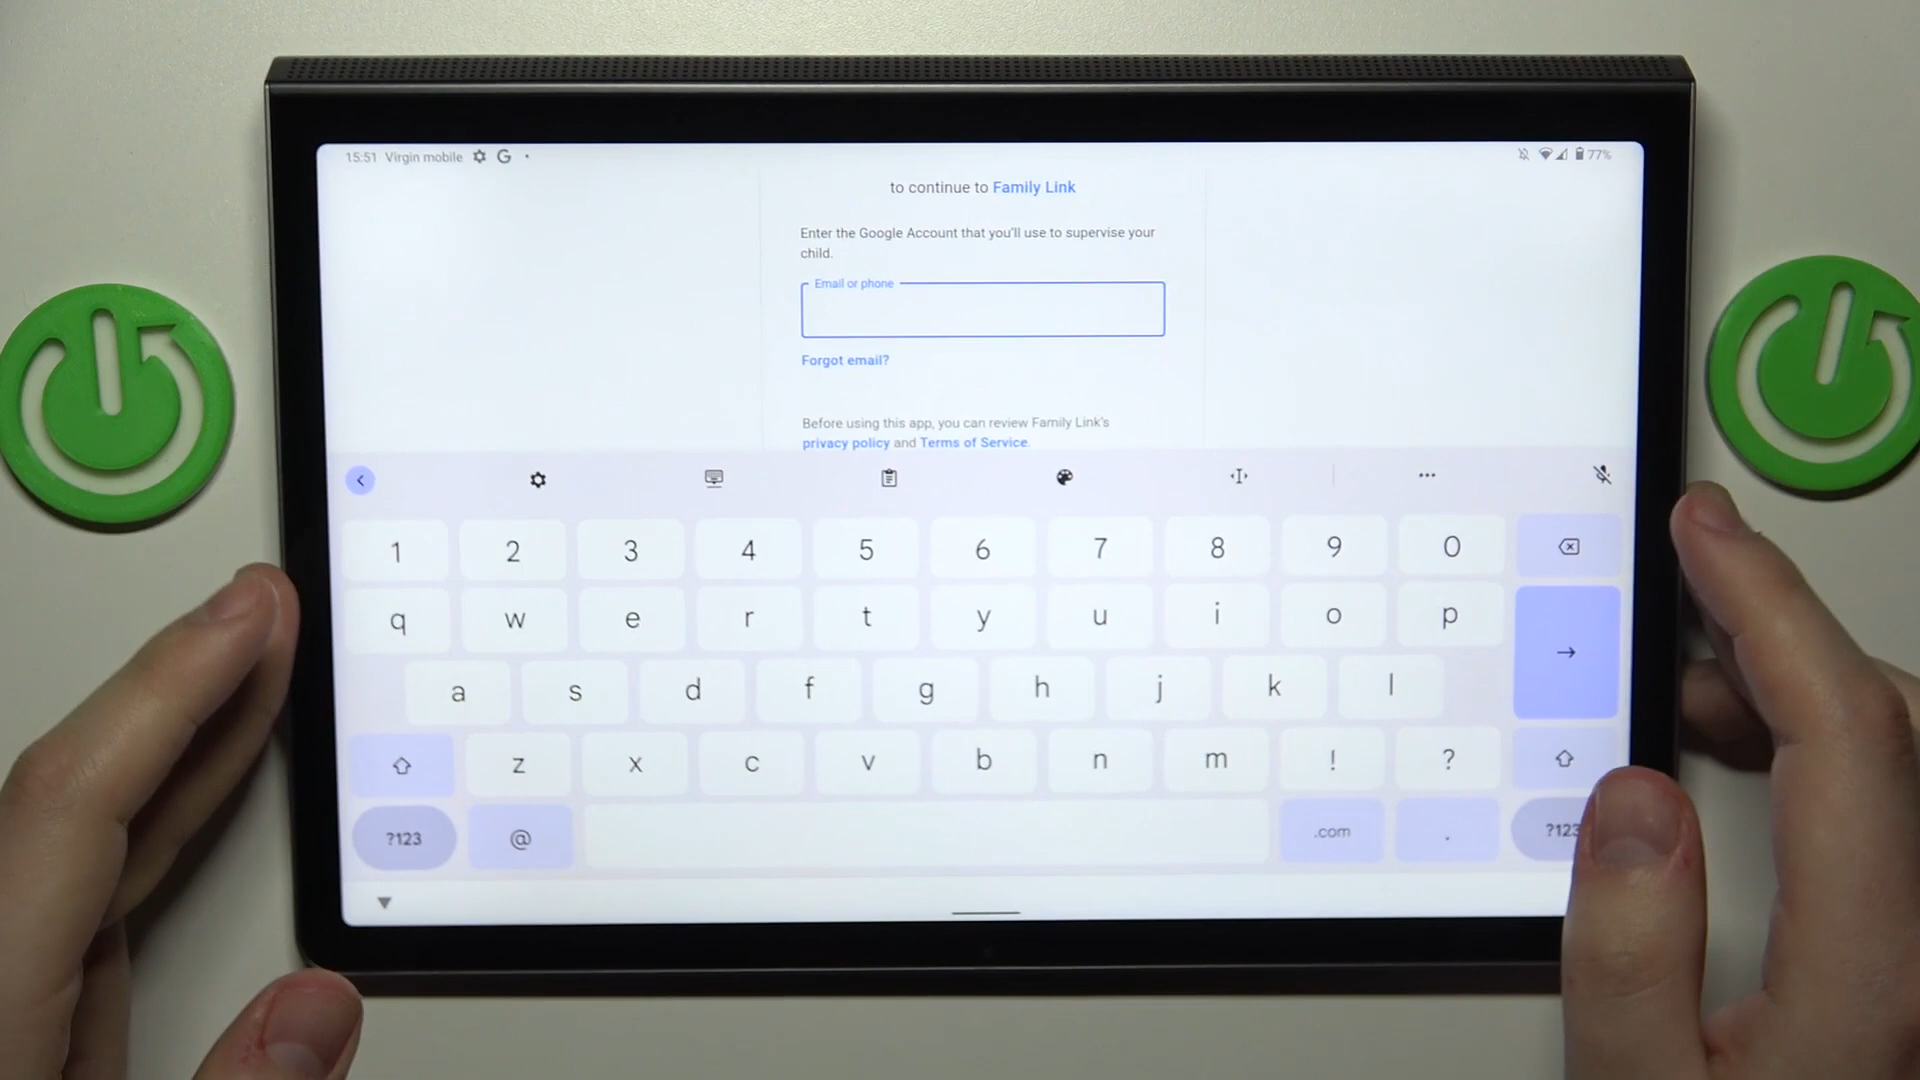 15:51 Virgin mobile G 77%
to continue to Family Link
Enter the Google Account that you'll use to supervise your
child.
Email or phone
Forgot email?
Before using this app, you can review Family Link's
privacy policy and Terms of Service.
1 2 3 4 5 6 7 8 9 0
q w e r t y u i o p
a s d f g h j k l
z x c v b n m ! ?
?123 @ .com . ?123